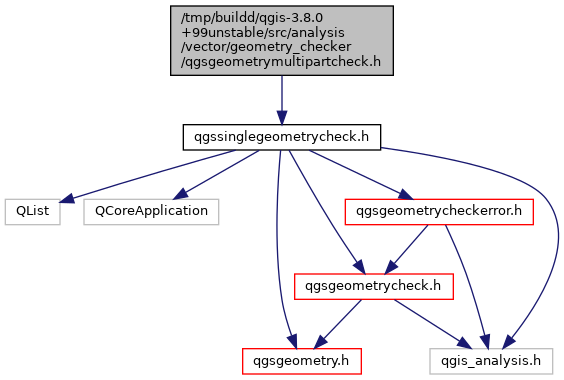 /tmp/buildd/qgis-3.8.0
+99unstable/src/analysis
/vector/geometry_checker
/qgsgeometrymultipartcheck.h
qgssinglegeometrycheck.h
QList
QCoreApplication
qgsgeometrycheckerror.h
qgsgeometrycheck.h
qgsgeometry.h
qgis_analysis.h